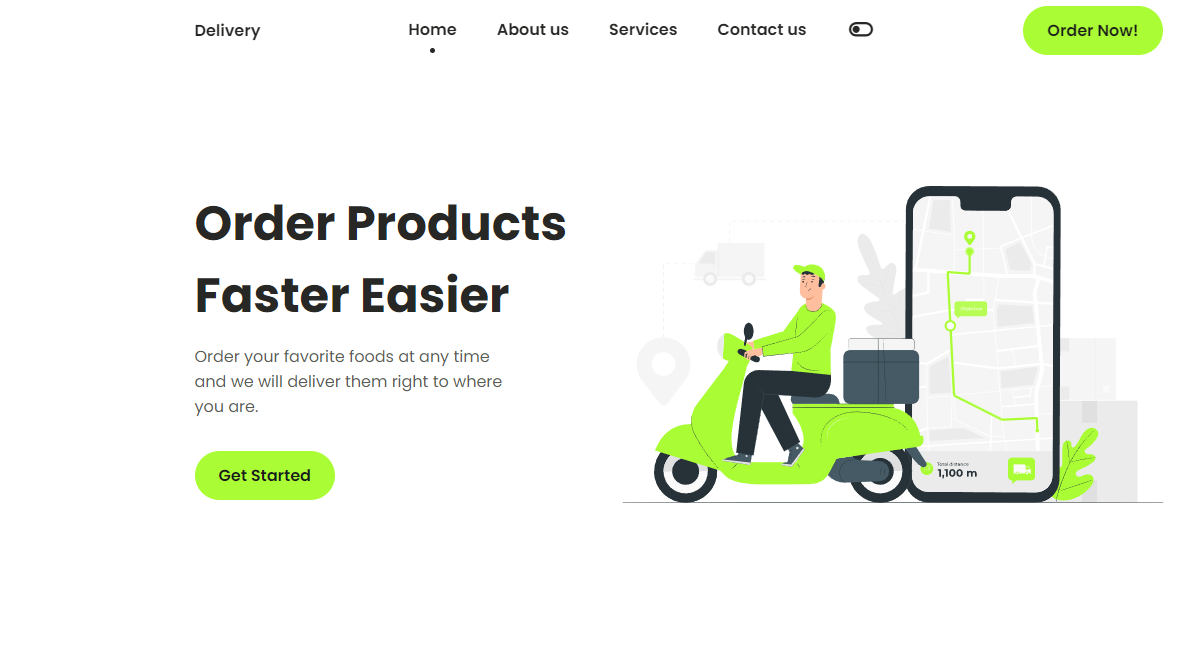 Delivery
Home
About us
Services
Contact us
Order Now!
Order Products
Faster Easier
Order your favorite foods at any time
and we will deliver them right to where
you are.
Get Started
Total distance
1,100 m